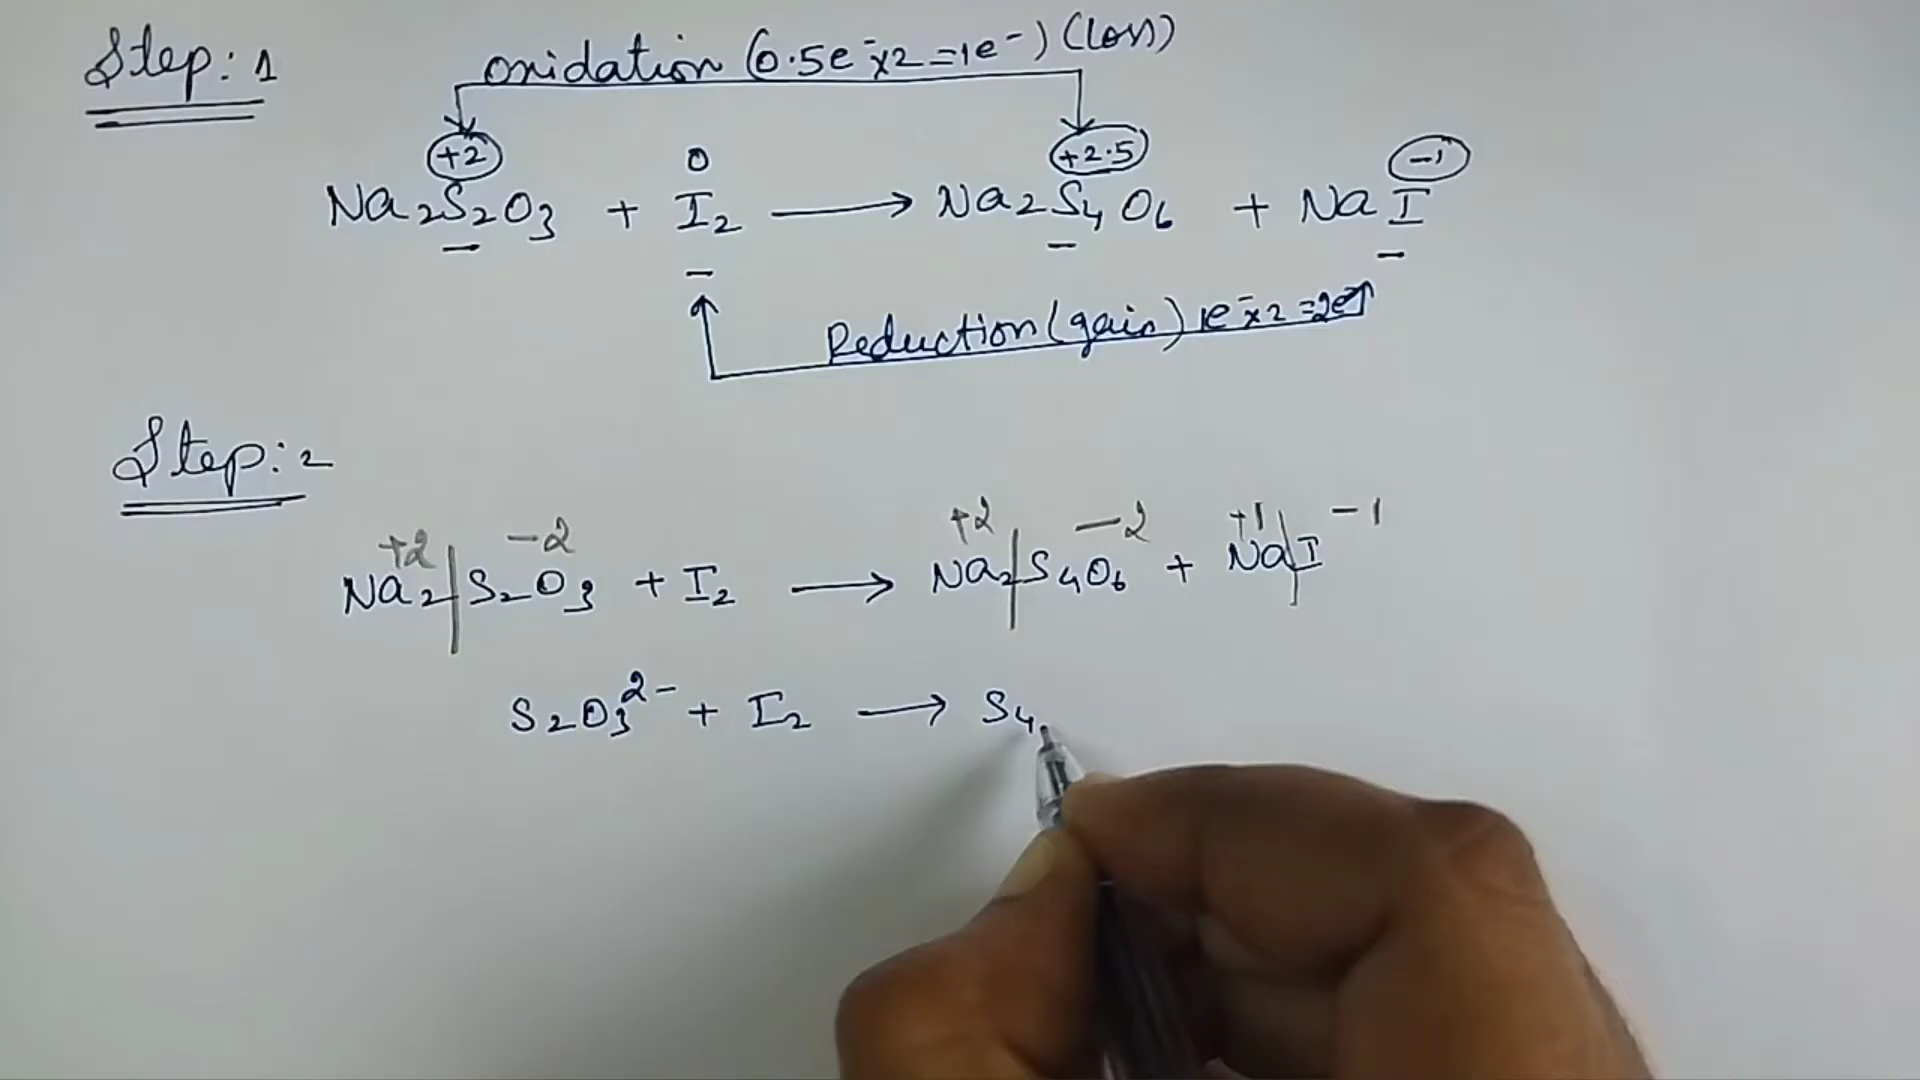 Step: 1
oxidation (0.5e⁻x2=1e⁻) (loss)
+2 0 +2.5 -1
Na2S2O3 + I2 ⟶ Na2S4O6 + NaI
Reduction (gain) 1e⁻x2=2e⁻
Step: 2
+2 -2 +2 -2 +1 -1
Na2|S2O3 + I2 ⟶ Na2|S4O6 + Na|I
S2O3²⁻ + I2 ⟶ S4